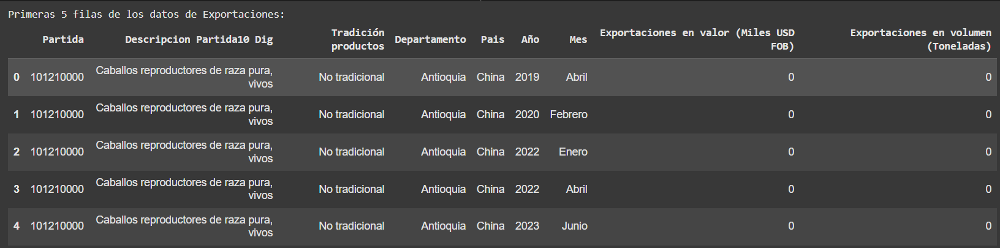 Primeras 5 filas de los datos de Exportaciones:
Partida Descripcion Partida10 Dig Tradición productos Departamento Pais Año Mes Exportaciones en valor (Miles USD FOB) Exportaciones en volumen (Toneladas)
0 101210000 Caballos reproductores de raza pura, vivos No tradicional Antioquia China 2019 Abril 0 0
1 101210000 Caballos reproductores de raza pura, vivos No tradicional Antioquia China 2020 Febrero 0 0
2 101210000 Caballos reproductores de raza pura, vivos No tradicional Antioquia China 2022 Enero 0 0
3 101210000 Caballos reproductores de raza pura, vivos No tradicional Antioquia China 2022 Abril 0 0
4 101210000 Caballos reproductores de raza pura, vivos No tradicional Antioquia China 2023 Junio 0 0